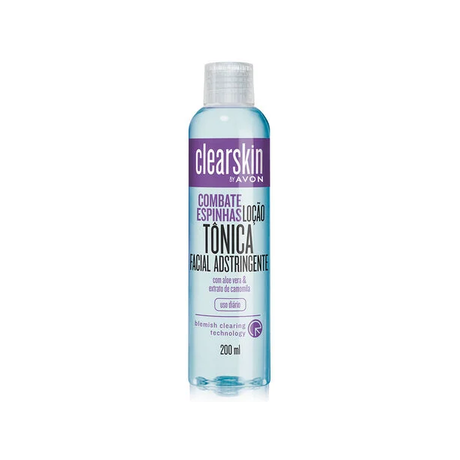 clearskin
BY AVON
COMBATE
ESPINHAS LOÇÃO
TÔNICA
FACIAL ADSTRINGENTE
com aloe vera &
extrato de camomila
uso diário
blemish clearing
technology
200 ml